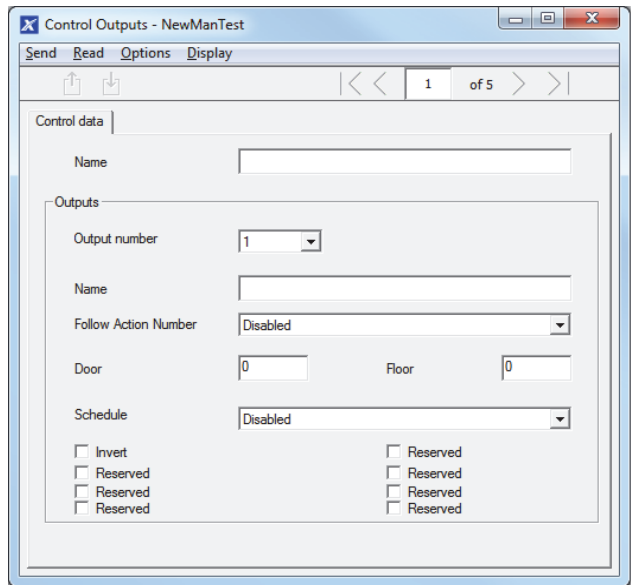 Control Outputs - NewManTest
Send Read Options Display
1 of 5
Control data
Name
Outputs
Output number 1
Name
Follow Action Number Disabled
Door 0 Floor 0
Schedule Disabled
Invert Reserved
Reserved Reserved
Reserved Reserved
Reserved Reserved